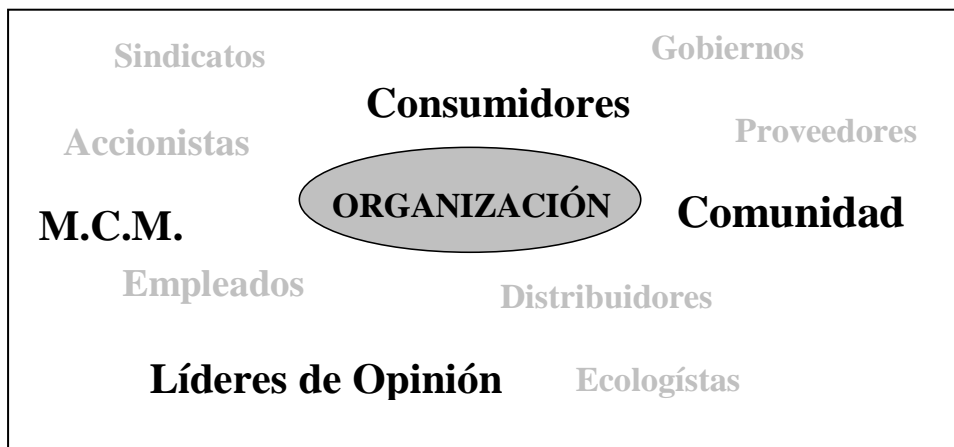 Sindicatos
Gobiernos
Consumidores
Proveedores
Accionistas
ORGANIZACIÓN
Comunidad
M.C.M.
Empleados
Distribuidores
Líderes de Opinión
Ecologístas